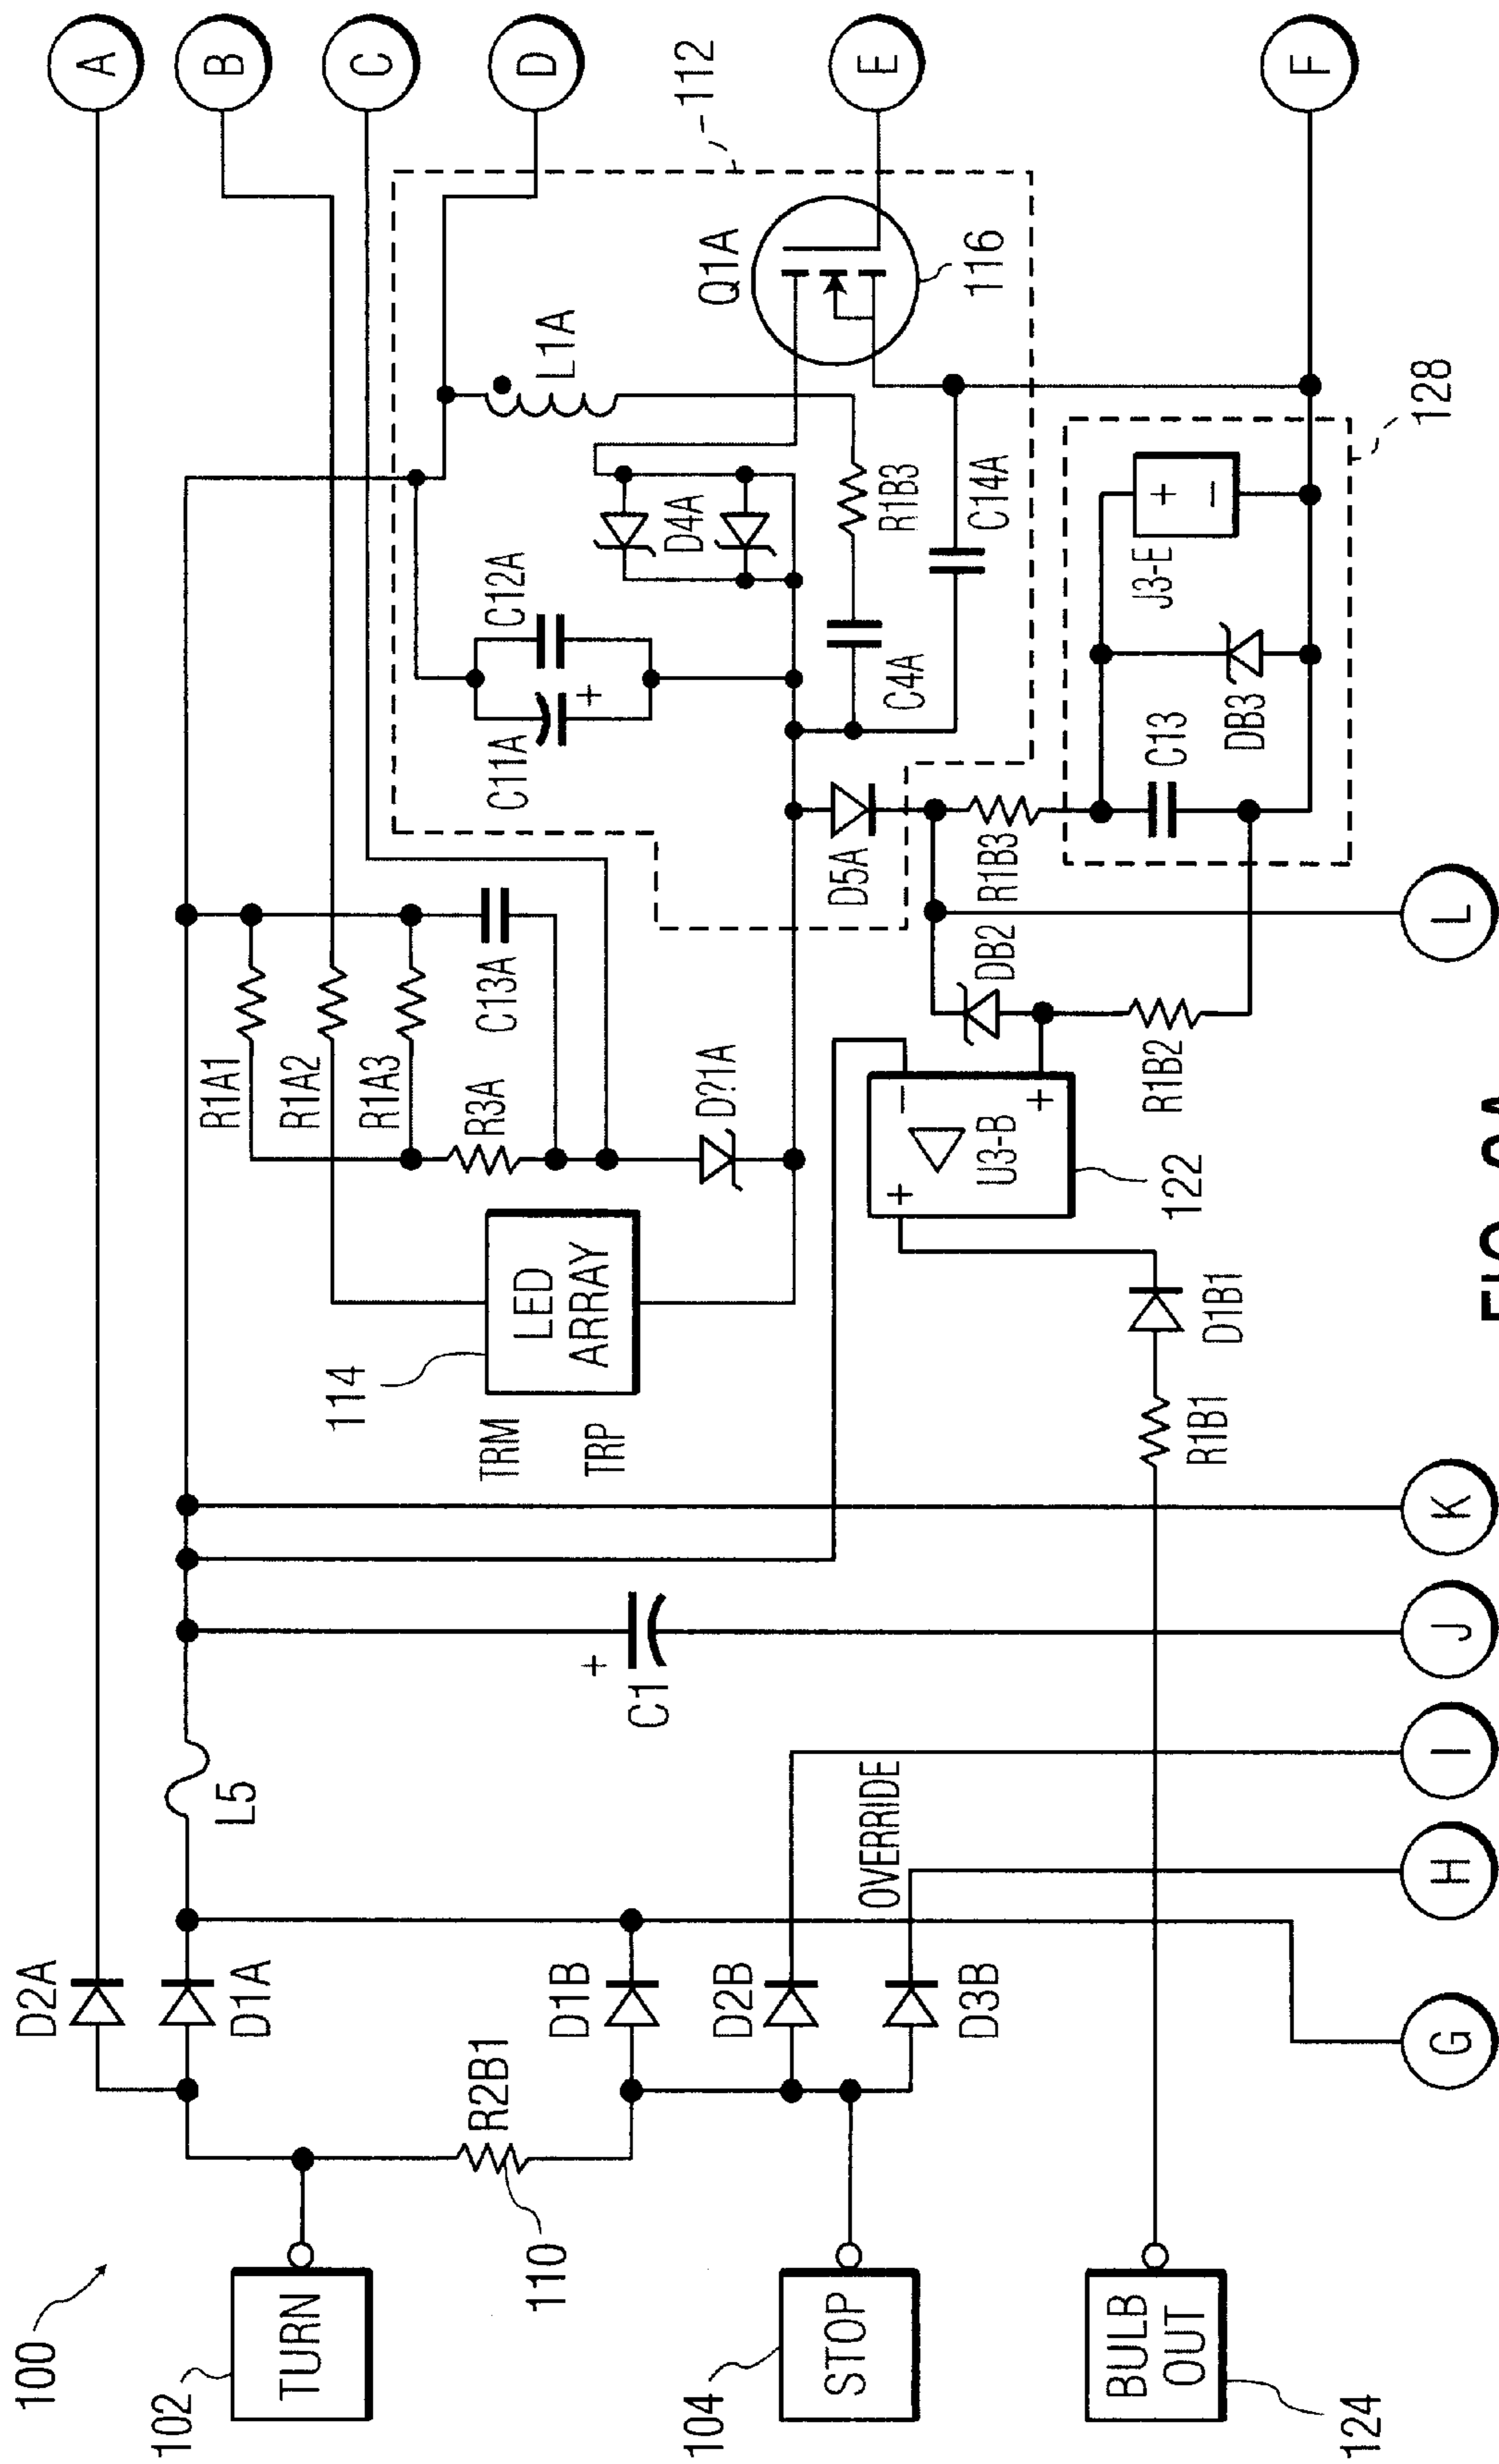 100
102
TURN
104
STOP
124
BULB
OUT
110
R2B1
D2A
D1A
D1B
D2B
D3B
OVERRIDE
L5
C1
+
G
H
I
J
K
L
114
LED
ARRAY
TRM
TRP
R1A1
R1A2
R1A3
R3A
C13A
D?1A
122
U3-B
+
−
+
D1B1
R1B1
DB2
R1B2
R1B3
D5A
C11A
+
C12A
D4A
L1A
Q1A
116
112
C4A
R1B3
C14A
C13
DB3
J3-E
+
−
128
A
B
C
D
E
F